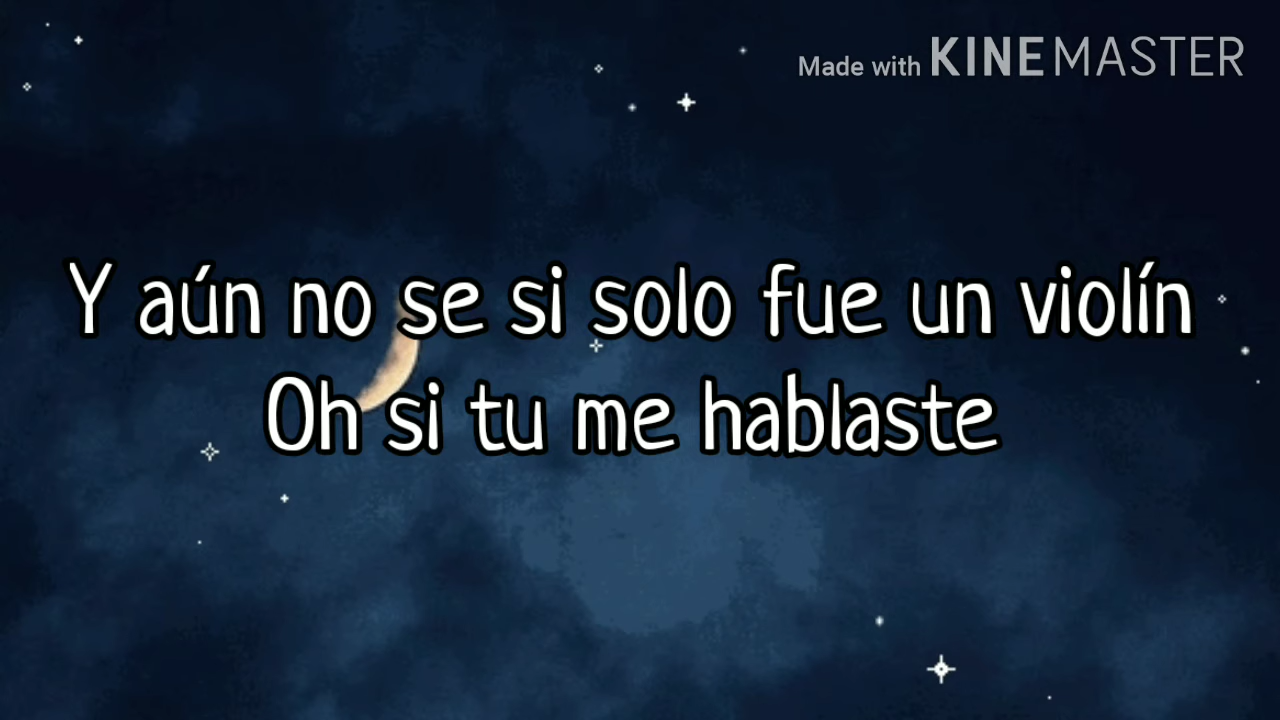 Made with KINEMASTER
Y aún no se si solo fue un violín
Oh si tu me hablaste